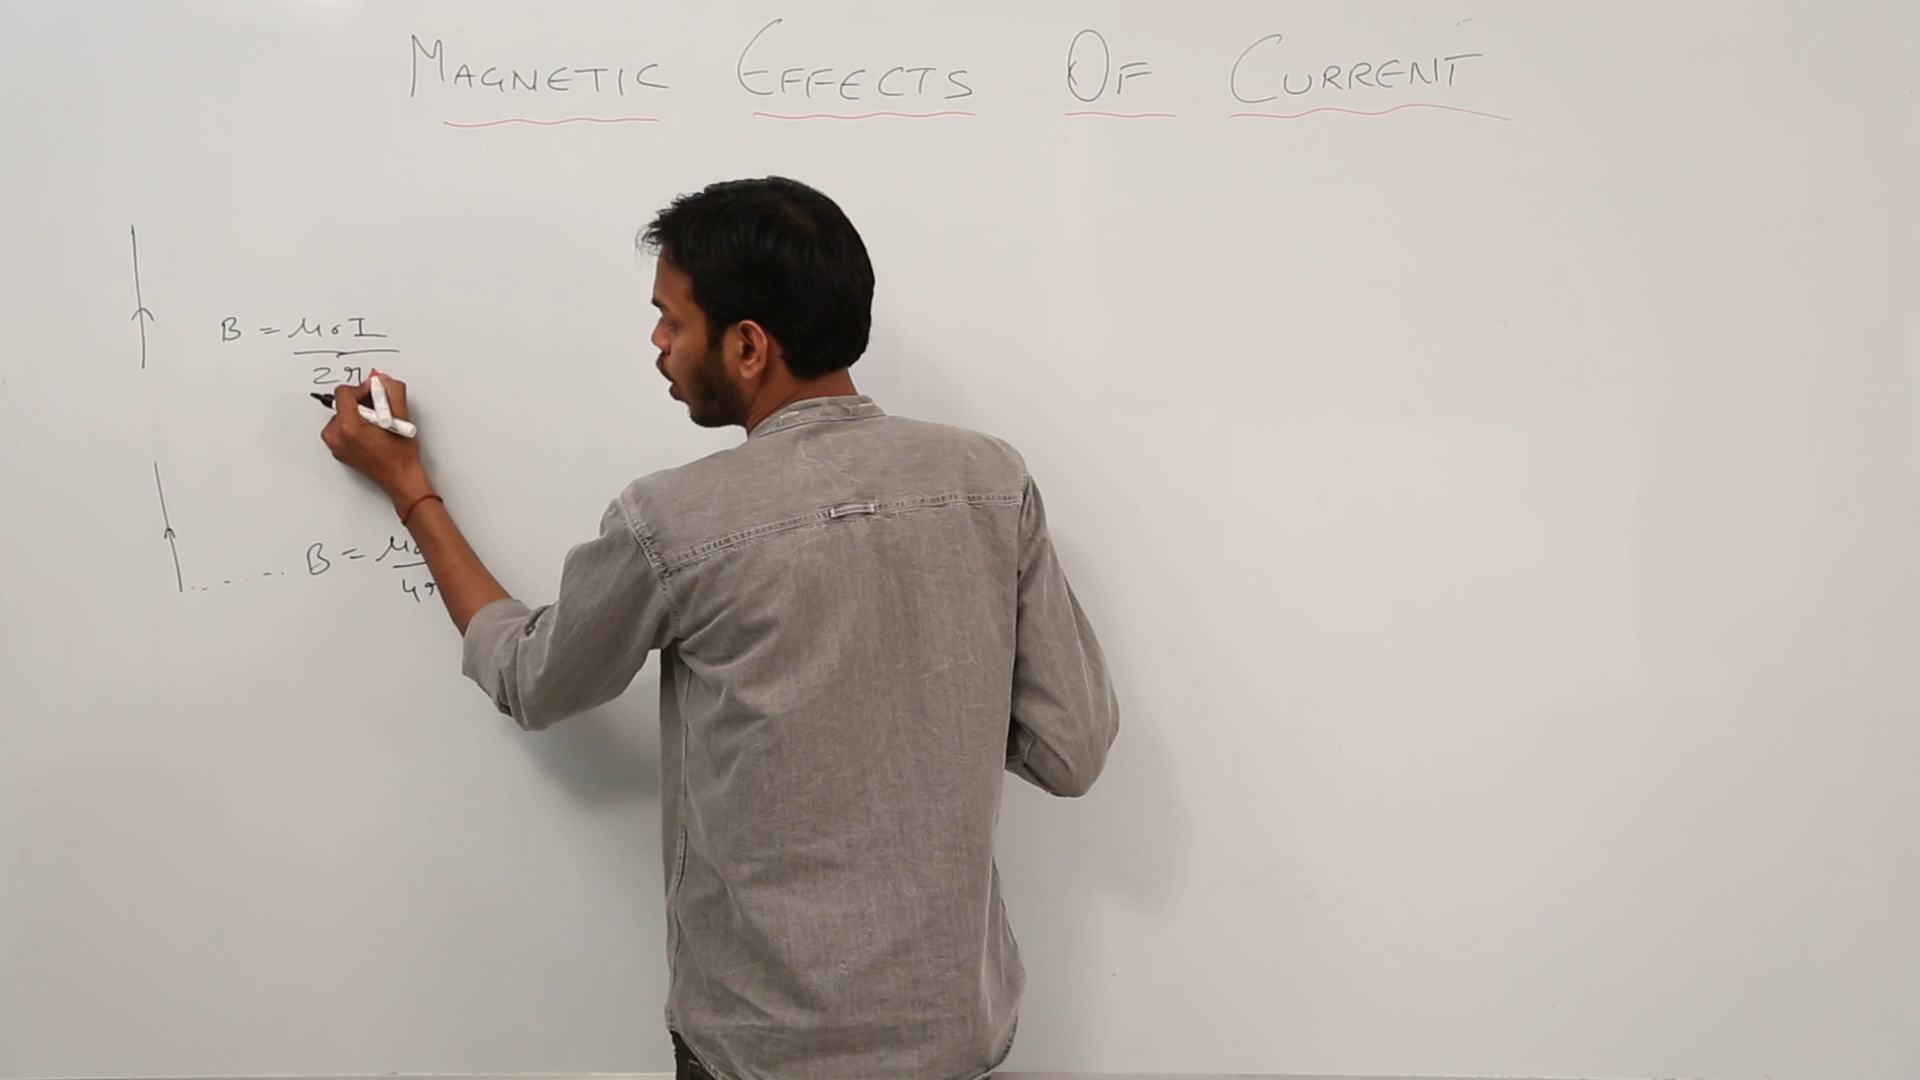 MAGNETIC EFFECTS OF CURRENT
B = μ₀I
2π
B = μ₀
4π